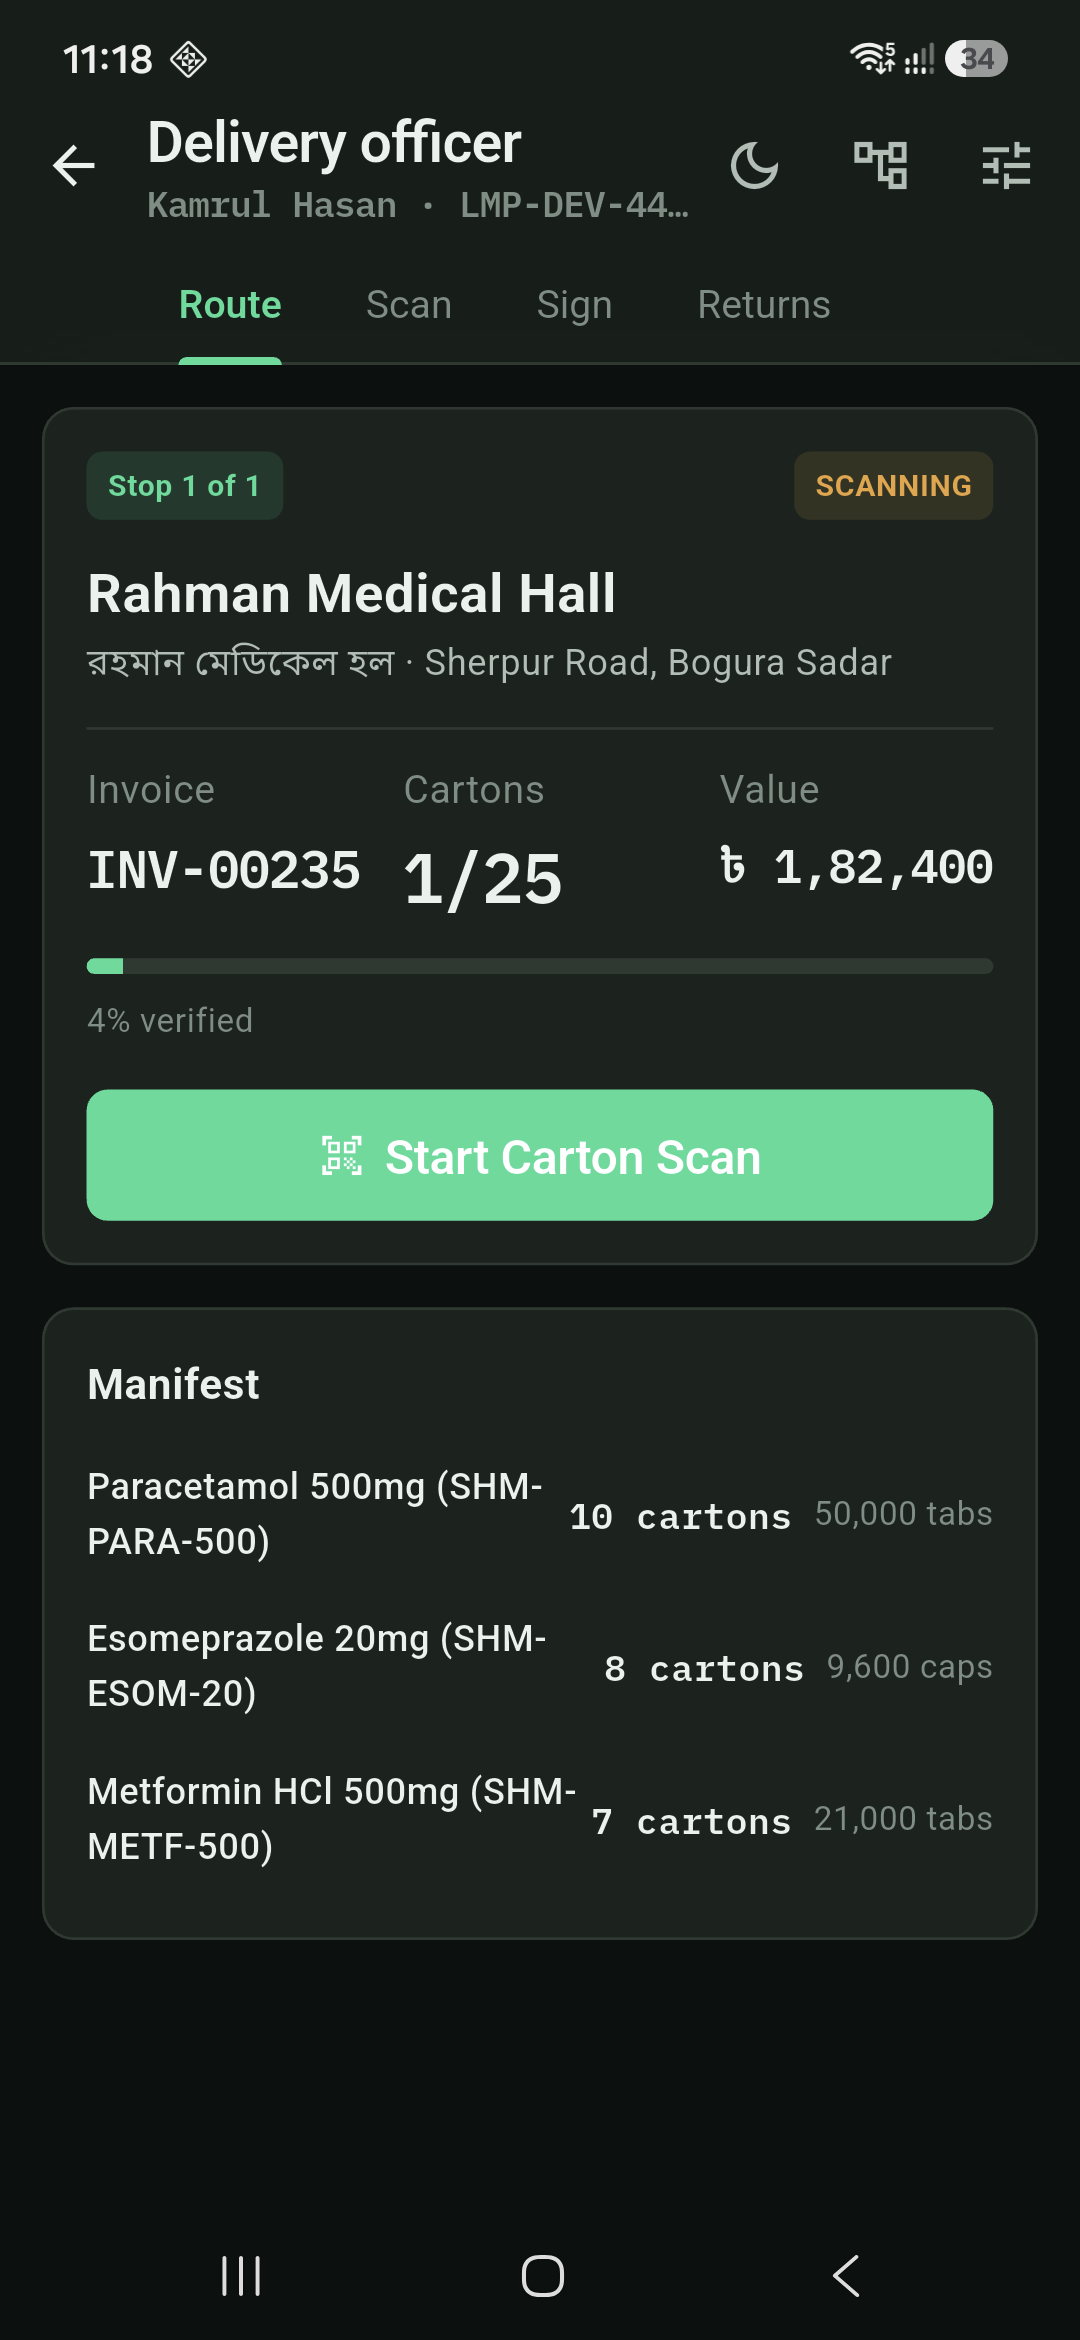 11:18
5
34
Delivery officer
Kamrul Hasan · LMP-DEV-44…
Route Scan Sign Returns
Stop 1 of 1 SCANNING
Rahman Medical Hall
রহমান মেডিকেল হল · Sherpur Road, Bogura Sadar
Invoice Cartons Value
INV-00235 1/25 ৳ 1,82,400
4% verified
Start Carton Scan
Manifest
Paracetamol 500mg (SHM-
PARA-500) 10 cartons 50,000 tabs
Esomeprazole 20mg (SHM-
ESOM-20) 8 cartons 9,600 caps
Metformin HCl 500mg (SHM-
METF-500) 7 cartons 21,000 tabs